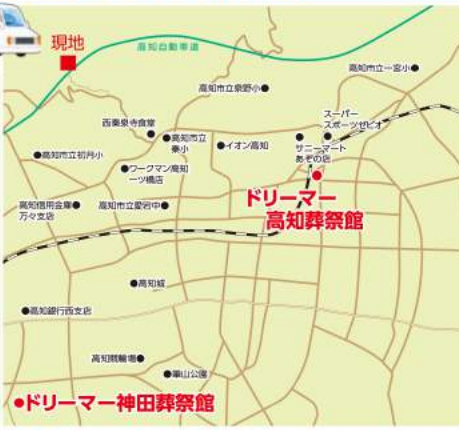 現地
高知自動車道
高知市立一宮小
高知市立泉野小
スーパー
スポーツゼビオ
西秦泉寺食堂
高知市立
秦小
イオン高知
サニーマート
あぞの店
高知市立初月小
ワークマン高知
一ツ橋店
ドリーマー
高知葬祭館
高知信用金庫
万々支店
高知市立愛宕中
高知城
高知銀行西支店
高知競輪場
筆山公園
ドリーマー神田葬祭館